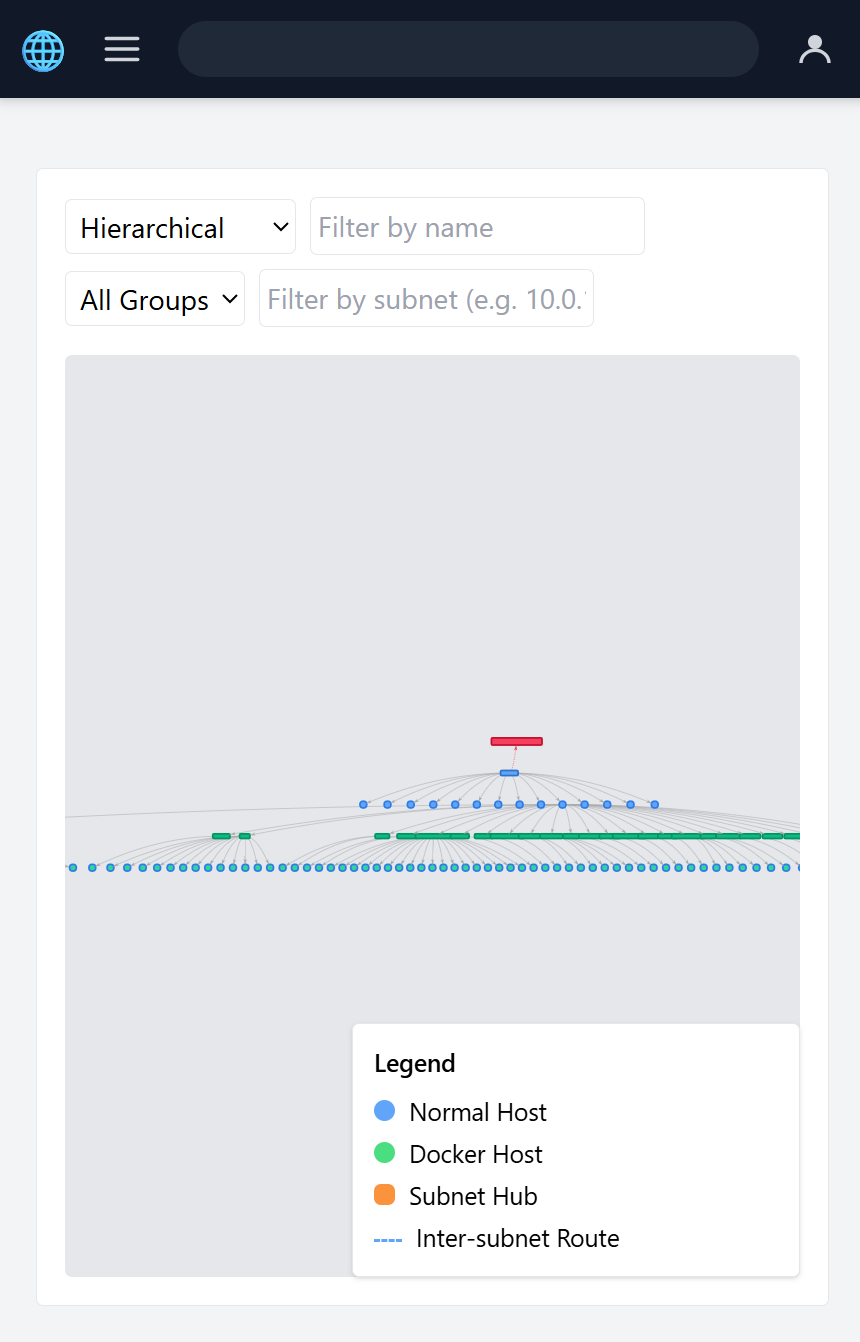 Hierarchical
Filter by name
All Groups
Filter by subnet (e.g. 10.0.
Legend
Normal Host
Docker Host
Subnet Hub
Inter-subnet Route